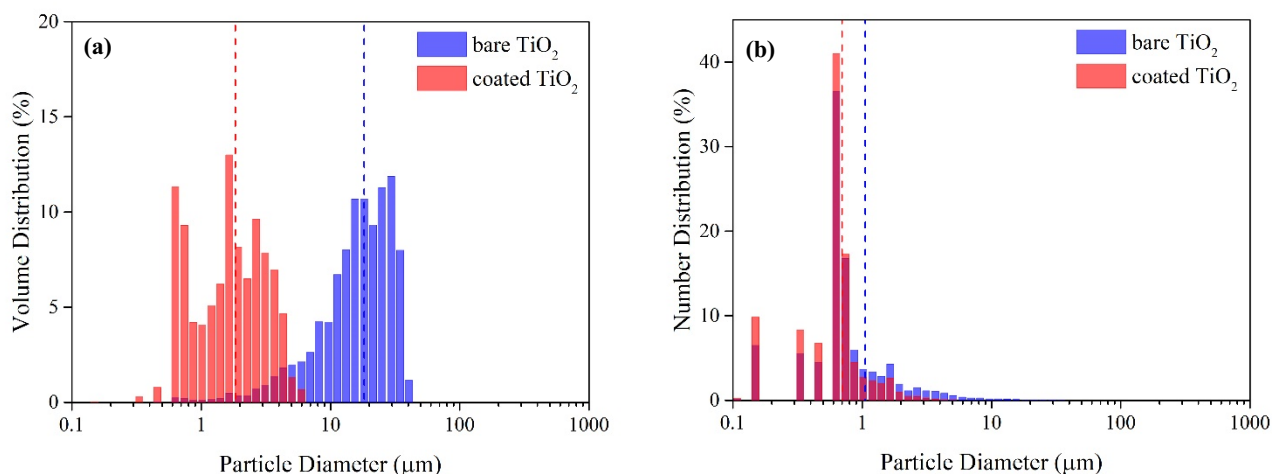 (a)
bare TiO₂
coated TiO₂
Volume Distribution (%)
20
15
10
5
0
0.1 1 10 100 1000
Particle Diameter (μm)
(b)
bare TiO₂
coated TiO₂
Number Distribution (%)
40
30
20
10
0
0.1 1 10 100 1000
Particle Diameter (μm)